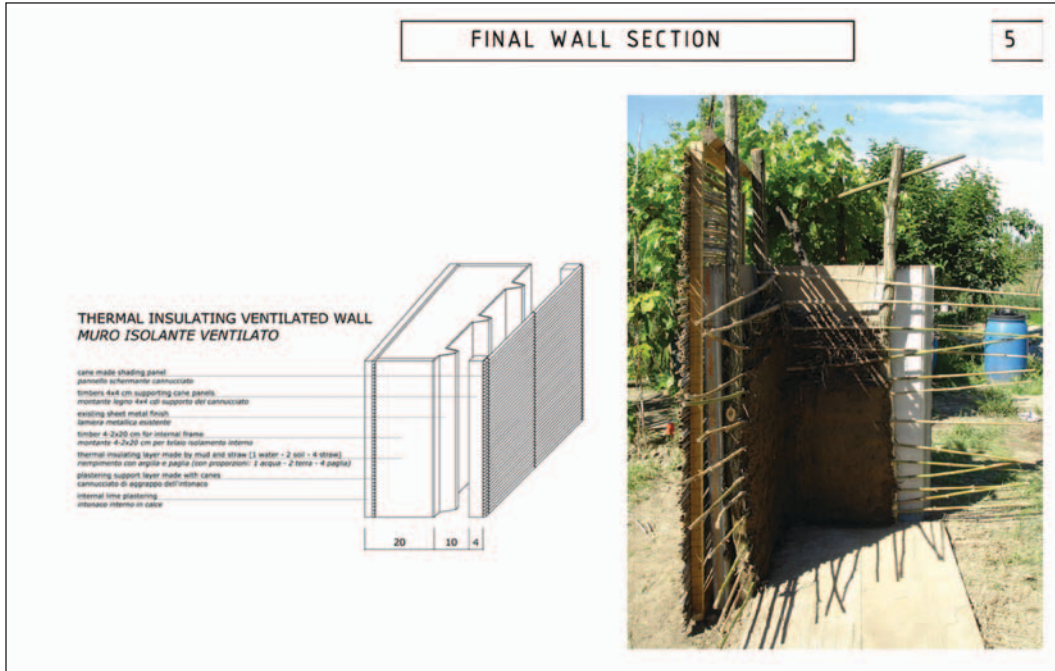 FINAL WALL SECTION
5
THERMAL INSULATING VENTILATED WALL
MURO ISOLANTE VENTILATO
cane made shading panel
pannello schermante cannucciato
timbers 4x4 cm supporting cane panels
montante legno 4x4 cdi supporto del cannucciato
existing sheet metal finish
lamiera metallica esistente
timber 4-2x20 cm for internal frame
montante 4-2x20 cm per telaio isolamento interno
thermal insulating layer made by mud and straw (1 water - 2 soil - 4 straw)
riempimento con argilla e paglia (con proporzioni: 1 acqua - 2 terra - 4 paglia)
plastering support layer made with canes
cannucciato di aggrappo dell'intonaco
internal lime plastering
intonaco interno in calce
20 10 4